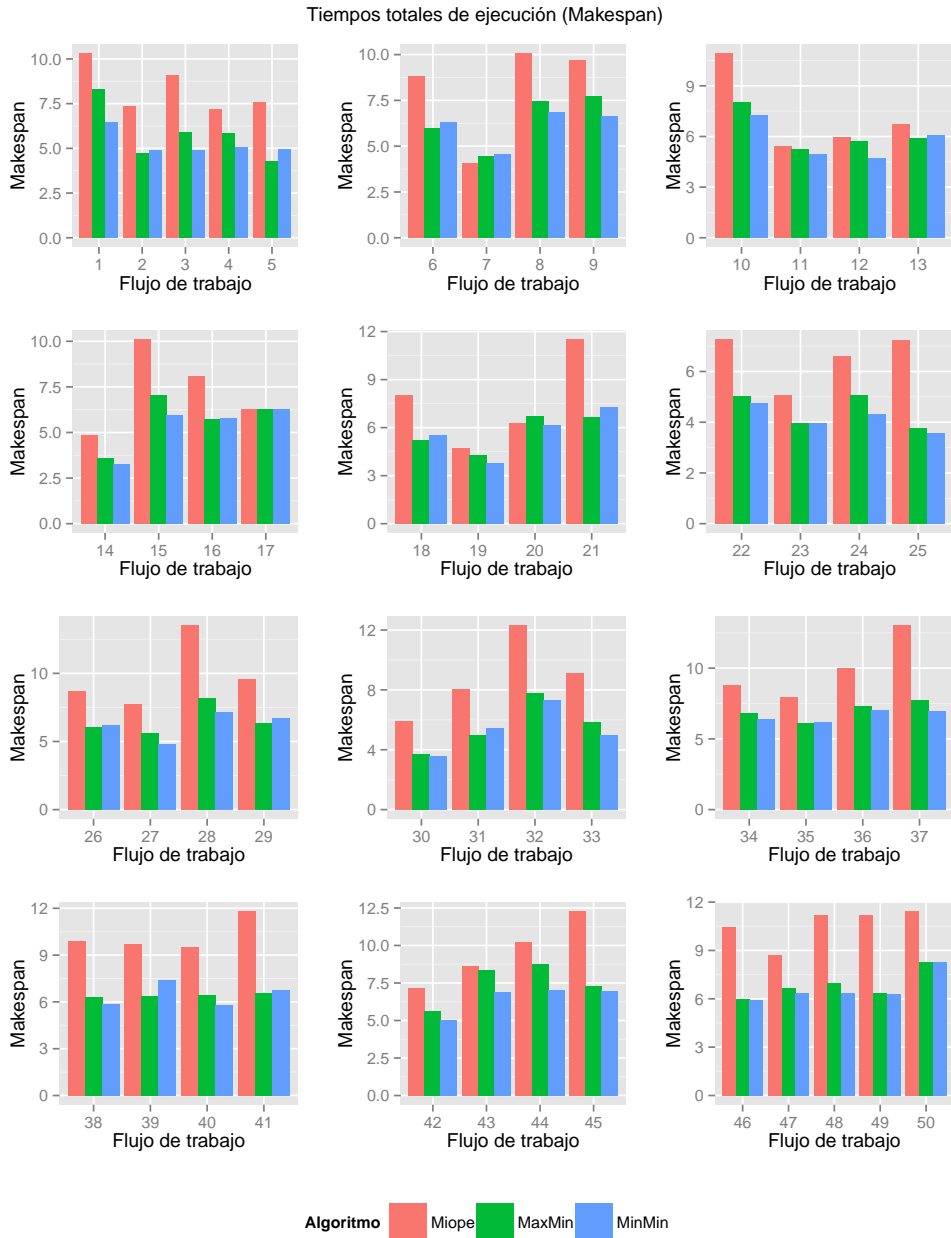 Tiempos totales de ejecución (Makespan)
Makespan
10.0
7.5
5.0
2.5
0.0
1 2 3 4 5
Flujo de trabajo
Makespan
10.0
7.5
5.0
2.5
0.0
6 7 8 9
Flujo de trabajo
Makespan
9
6
3
0
10 11 12 13
Flujo de trabajo
Makespan
10.0
7.5
5.0
2.5
0.0
14 15 16 17
Flujo de trabajo
Makespan
12
9
6
3
0
18 19 20 21
Flujo de trabajo
Makespan
6
4
2
0
22 23 24 25
Flujo de trabajo
Makespan
10
5
0
26 27 28 29
Flujo de trabajo
Makespan
12
8
4
0
30 31 32 33
Flujo de trabajo
Makespan
10
5
0
34 35 36 37
Flujo de trabajo
Makespan
12
9
6
3
0
38 39 40 41
Flujo de trabajo
Makespan
12.5
10.0
7.5
5.0
2.5
0.0
42 43 44 45
Flujo de trabajo
Makespan
12
9
6
3
0
46 47 48 49 50
Flujo de trabajo
Algoritmo Miope MaxMin MinMin